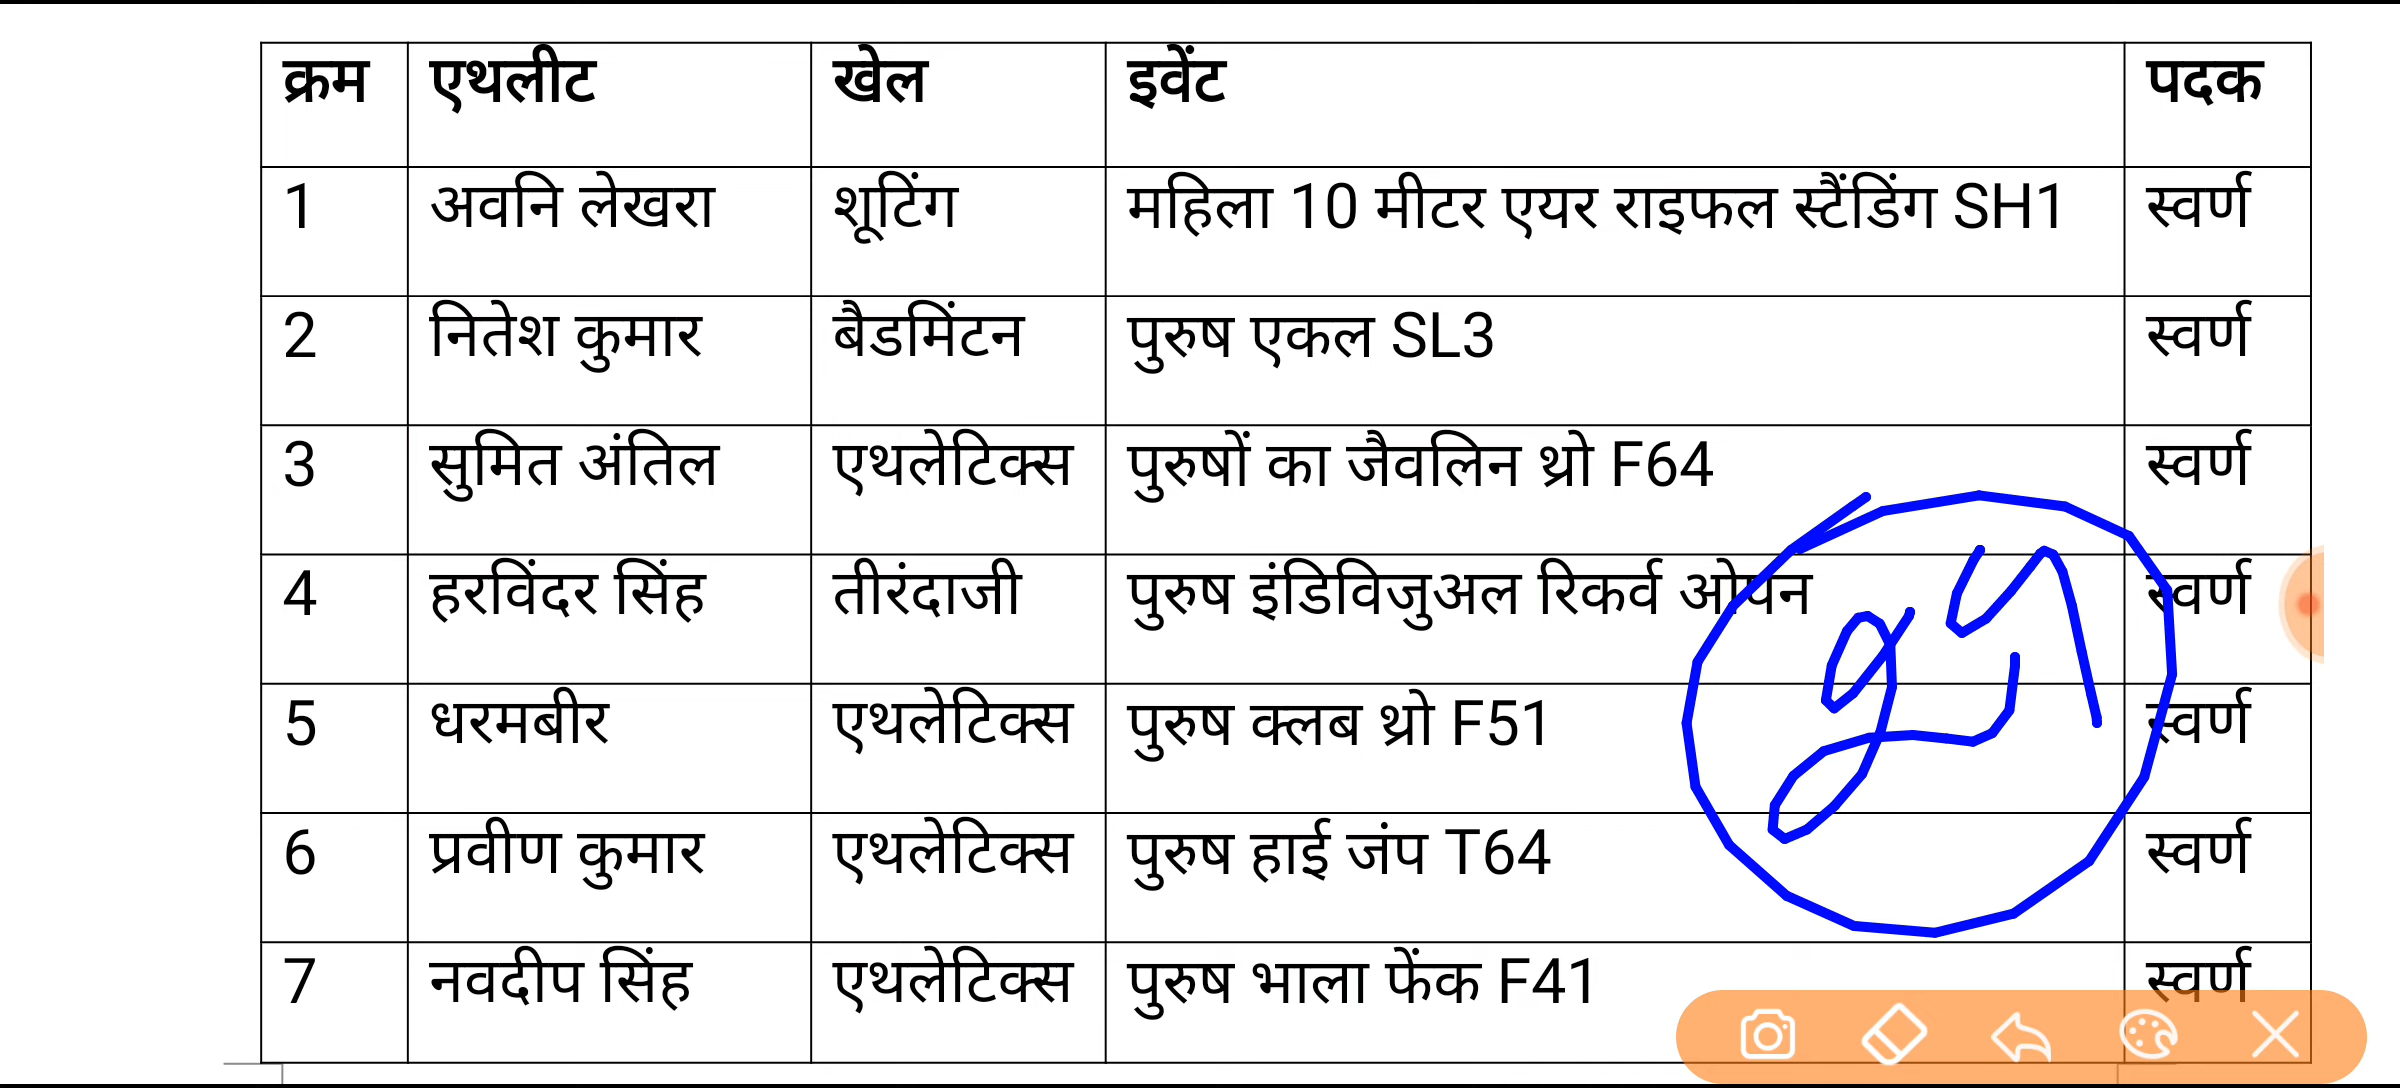 क्रम एथलीट खेल इवेंट पदक
1 अवनि लेखरा शूटिंग महिला 10 मीटर एयर राइफल स्टैंडिंग SH1 स्वर्ण
2 नितेश कुमार बैडमिंटन पुरुष एकल SL3 स्वर्ण
3 सुमित अंतिल एथलेटिक्स पुरुषों का जैवलिन थ्रो F64 स्वर्ण
4 हरविंदर सिंह तीरंदाजी पुरुष इंडिविजुअल रिकर्व ओपन स्वर्ण
5 धरमबीर एथलेटिक्स पुरुष क्लब थ्रो F51 स्वर्ण
6 प्रवीण कुमार एथलेटिक्स पुरुष हाई जंप T64 स्वर्ण
7 नवदीप सिंह एथलेटिक्स पुरुष भाला फेंक F41 स्वर्ण